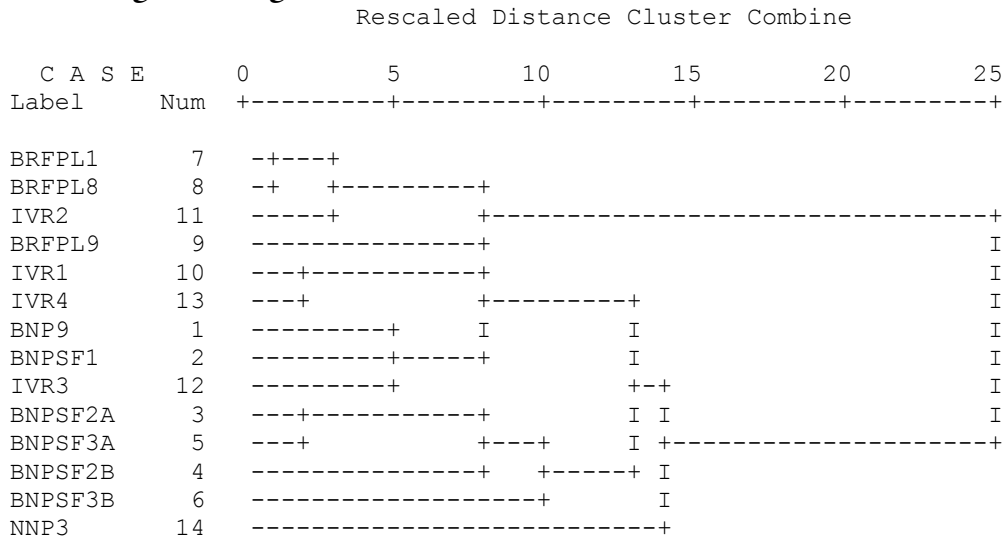 Rescaled Distance Cluster Combine
C A S E 0 5 10 15 20 25
Label Num +---------+---------+---------+---------+---------+
BRFPL1 7 -+---+
BRFPL8 8 -+ +---------+
IVR2 11 -----+ +---------------------------------+
BRFPL9 9 ---------------+ I
IVR1 10 ---+-----------+ I
IVR4 13 ---+ +---------+ I
BNP9 1 ---------+ I I I
BNPSF1 2 ---------+-----+ I I
IVR3 12 ---------+ +-+ I
BNPSF2A 3 ---+-----------+ I I I
BNPSF3A 5 ---+ +---+ I +---------------------+
BNPSF2B 4 ---------------+ +-----+ I
BNPSF3B 6 -------------------+ I
NNP3 14 ---------------------------+